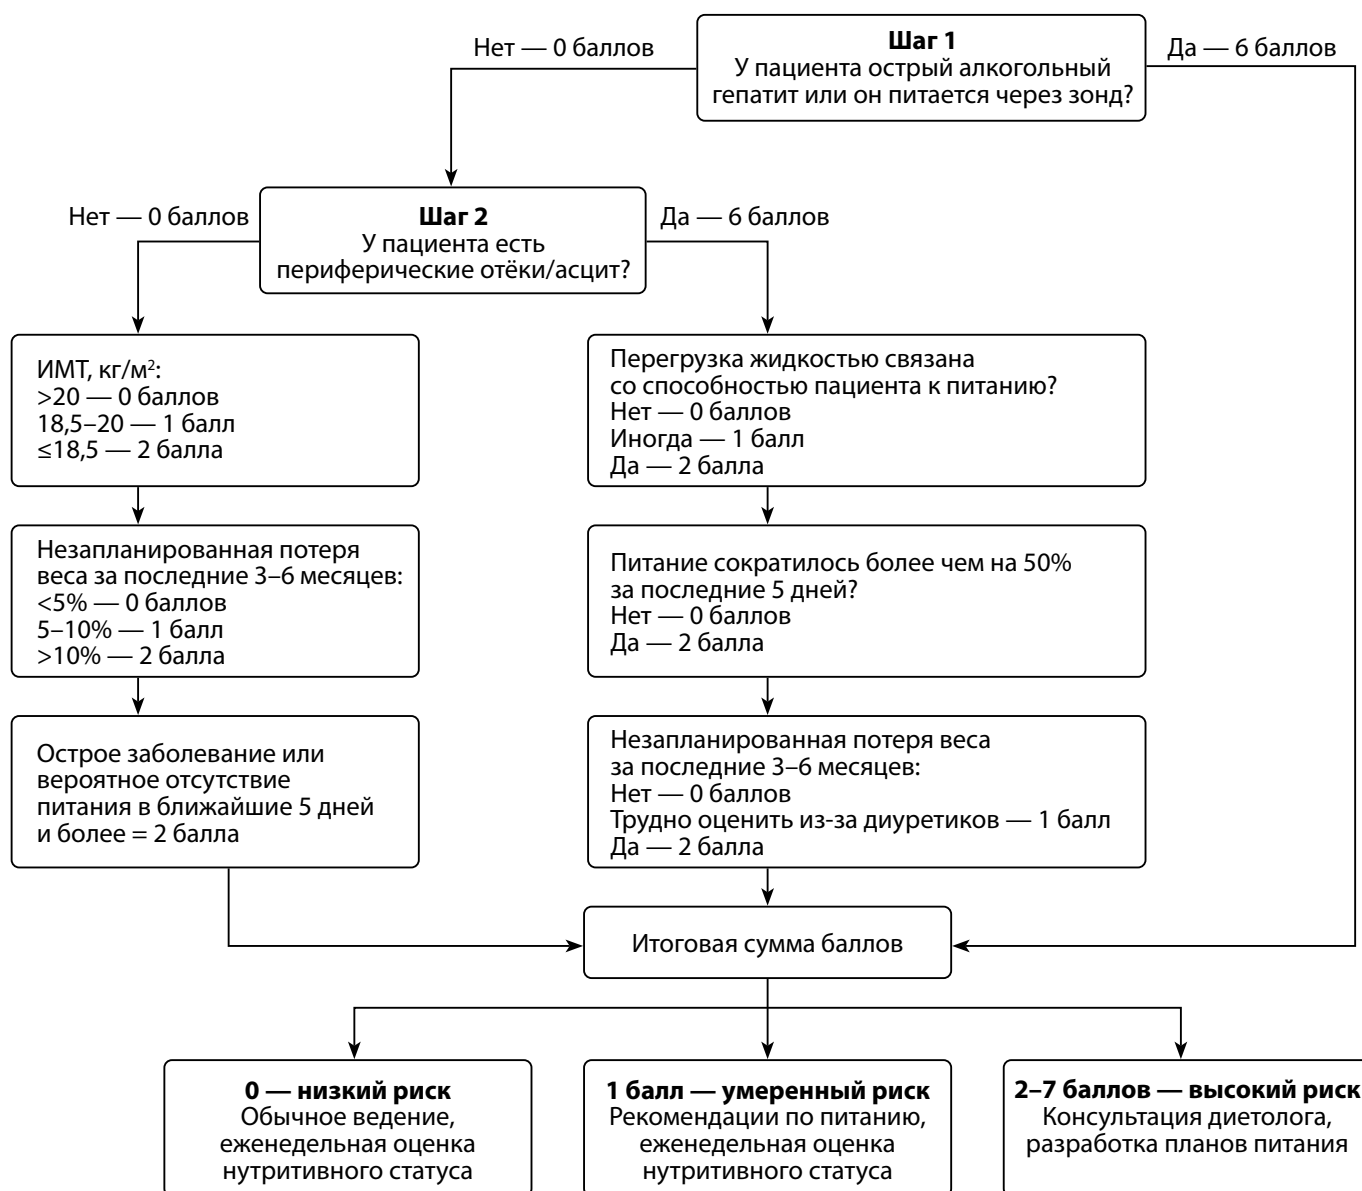 Шаг 1
У пациента острый алкогольный
гепатит или он питается через зонд?
Нет — 0 баллов
Да — 6 баллов
Шаг 2
У пациента есть
периферические отёки/асцит?
Нет — 0 баллов
Да — 6 баллов
ИМТ, кг/м²:
>20 — 0 баллов
18,5–20 — 1 балл
≤18,5 — 2 балла
Незапланированная потеря
веса за последние 3–6 месяцев:
<5% — 0 баллов
5–10% — 1 балл
>10% — 2 балла
Острое заболевание или
вероятное отсутствие
питания в ближайшие 5 дней
и более = 2 балла
Перегрузка жидкостью связана
со способностью пациента к питанию?
Нет — 0 баллов
Иногда — 1 балл
Да — 2 балла
Питание сократилось более чем на 50%
за последние 5 дней?
Нет — 0 баллов
Да — 2 балла
Незапланированная потеря веса
за последние 3–6 месяцев:
Нет — 0 баллов
Трудно оценить из-за диуретиков — 1 балл
Да — 2 балла
Итоговая сумма баллов
0 — низкий риск
Обычное ведение,
еженедельная оценка
нутритивного статуса
1 балл — умеренный риск
Рекомендации по питанию,
еженедельная оценка
нутритивного статуса
2–7 баллов — высокий риск
Консультация диетолога,
разработка планов питания